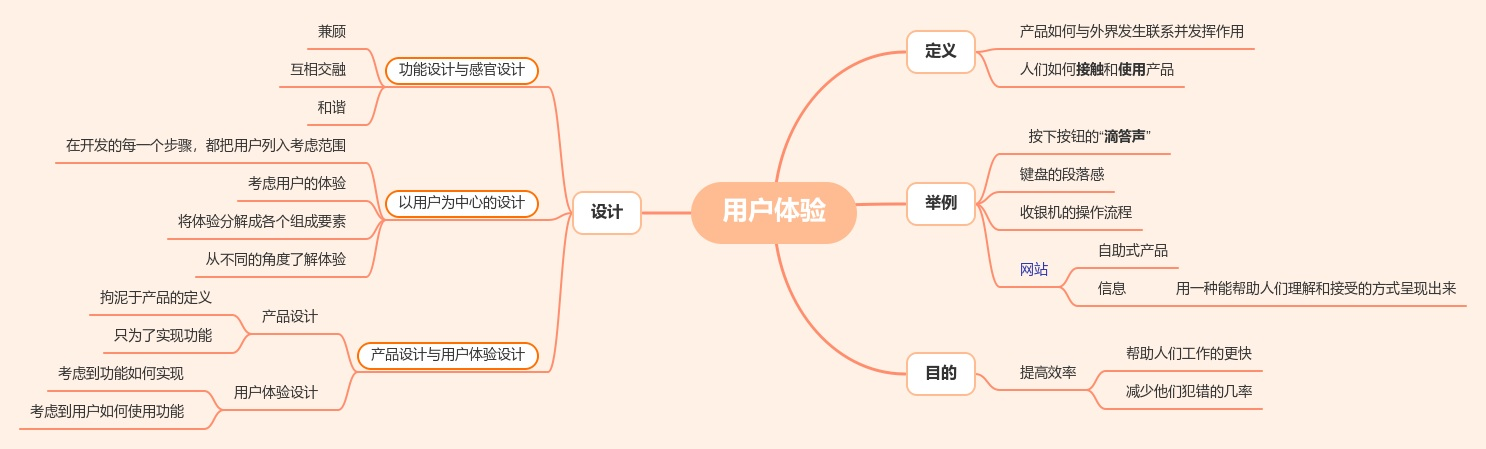 用户体验
定义
产品如何与外界发生联系并发挥作用
人们如何接触和使用产品
举例
按下按钮的“滴答声”
键盘的段落感
收银机的操作流程
网站
自助式产品
信息
用一种能帮助人们理解和接受的方式呈现出来
目的
提高效率
帮助人们工作的更快
减少他们犯错的几率
设计
功能设计与感官设计
兼顾
互相交融
和谐
以用户为中心的设计
在开发的每一个步骤，都把用户列入考虑范围
考虑用户的体验
将体验分解成各个组成要素
从不同的角度了解体验
产品设计与用户体验设计
产品设计
拘泥于产品的定义
只为了实现功能
用户体验设计
考虑到功能如何实现
考虑到用户如何使用功能